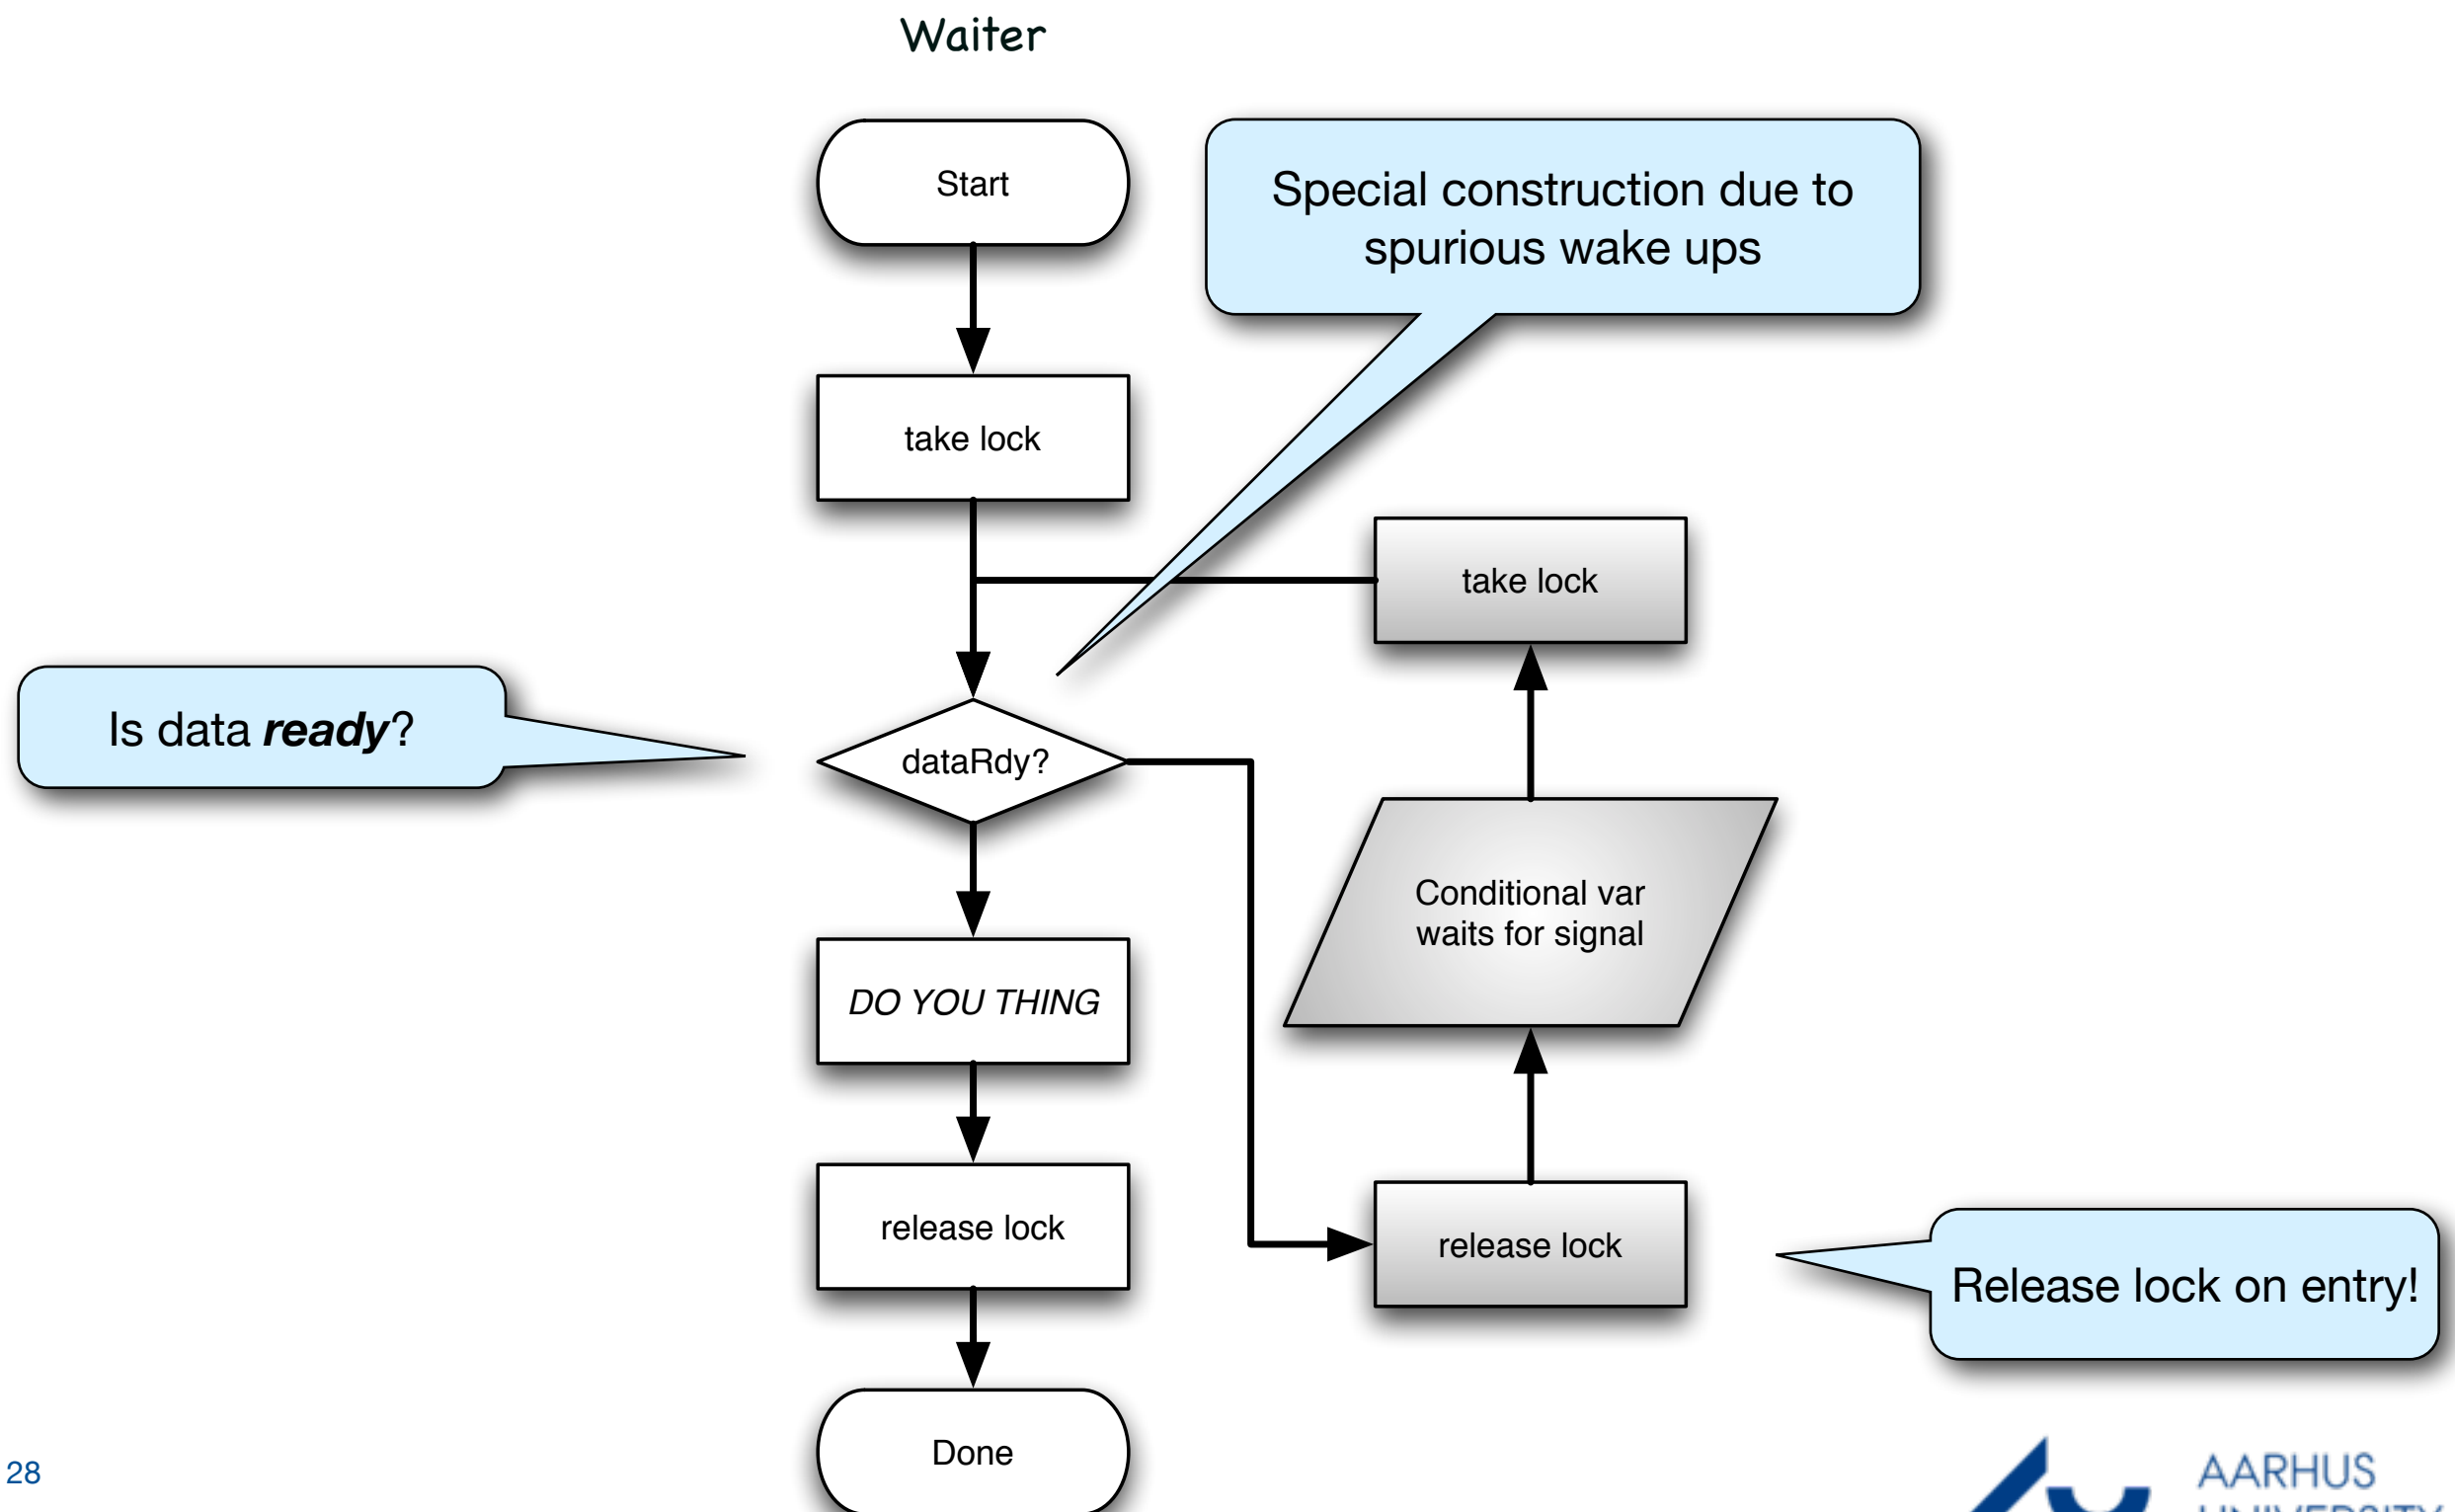 Waiter
Start
Special construction due to
spurious wake ups
take lock
take lock
Is data ready?
dataRdy?
Conditional var
waits for signal
DO YOU THING
release lock
release lock
Release lock on entry!
Done
28
AARHUS
UNIVERSITY